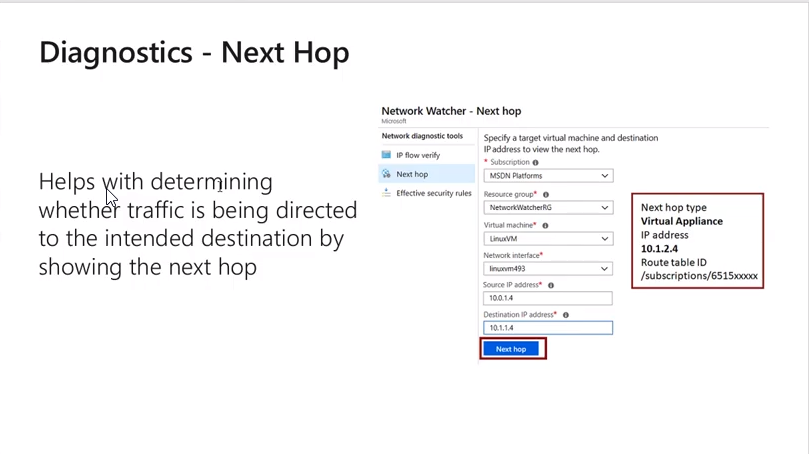 Diagnostics - Next Hop
Helps with determining
whether traffic is being directed
to the intended destination by
showing the next hop
Network Watcher - Next hop
Microsoft
Network diagnostic tools
IP flow verify
Next hop
Effective security rules
Specify a target virtual machine and destination
IP address to view the next hop.
* Subscription
MSDN Platforms
Resource group*
NetworkWatcherRG
Virtual machine*
LinuxVM
Network interface*
linuxvm493
Source IP address*
10.0.1.4
Destination IP address*
10.1.1.4
Next hop
Next hop type
Virtual Appliance
IP address
10.1.2.4
Route table ID
/subscriptions/6515xxxxx